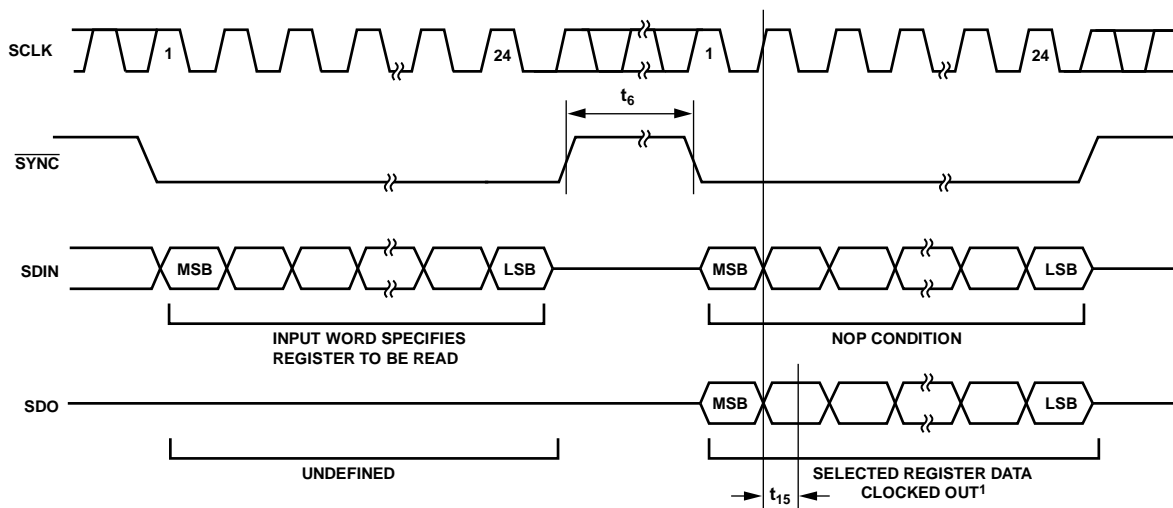 SCLK
1
24
1
24
t6
SYNC
SDIN
MSB
LSB
MSB
LSB
INPUT WORD SPECIFIES
REGISTER TO BE READ
NOP CONDITION
SDO
MSB
LSB
UNDEFINED
SELECTED REGISTER DATA
CLOCKED OUT1
t15